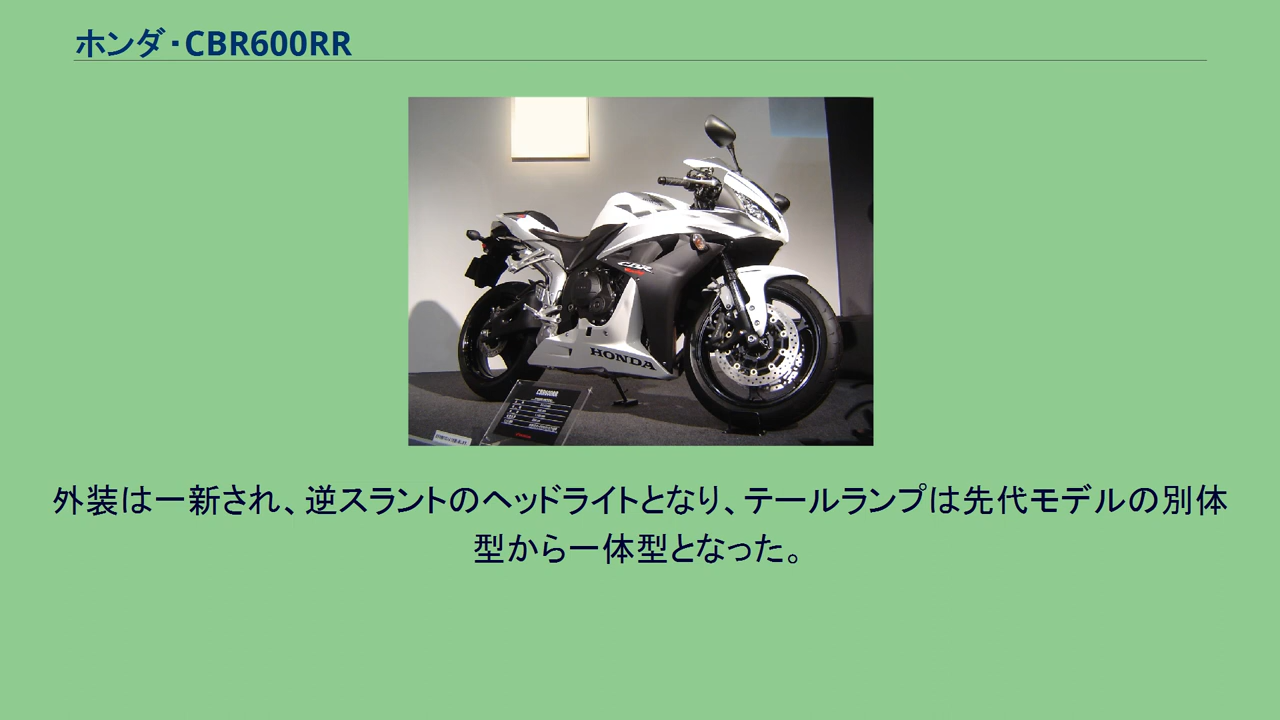 ホンダ・CBR600RR
CBR
HONDA
CBR600RR
外装は一新され、逆スラントのヘッドライトとなり、テールランプは先代モデルの別体
型から一体型となった。